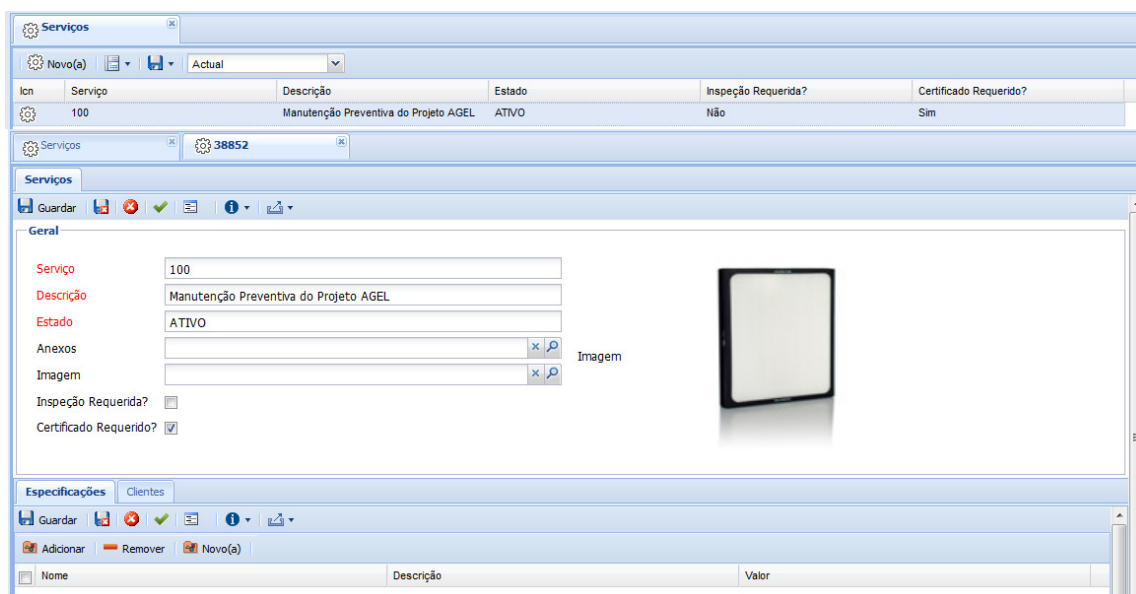 Serviços
Novo(a) Actual
Icn Serviço Descrição Estado Inspeção Requerida? Certificado Requerido?
100 Manutenção Preventiva do Projeto AGEL ATIVO Não Sim
Serviços 38852
Serviços
Guardar
Geral
Serviço 100
Descrição Manutenção Preventiva do Projeto AGEL
Estado ATIVO
Anexos
Imagem
Imagem
Inspeção Requerida?
Certificado Requerido?
Especificações Clientes
Guardar
Adicionar Remover Novo(a)
Nome Descrição Valor